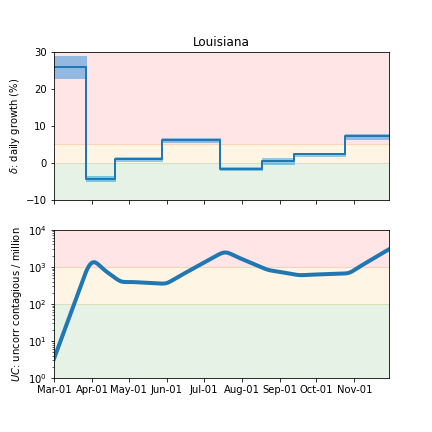 Louisiana
30
20
10
0
−10
δ: daily growth (%)
10⁴
10³
10²
10¹
10⁰
UC: uncorr contagious / million
Mar-01 Apr-01 May-01 Jun-01 Jul-01 Aug-01 Sep-01 Oct-01 Nov-01